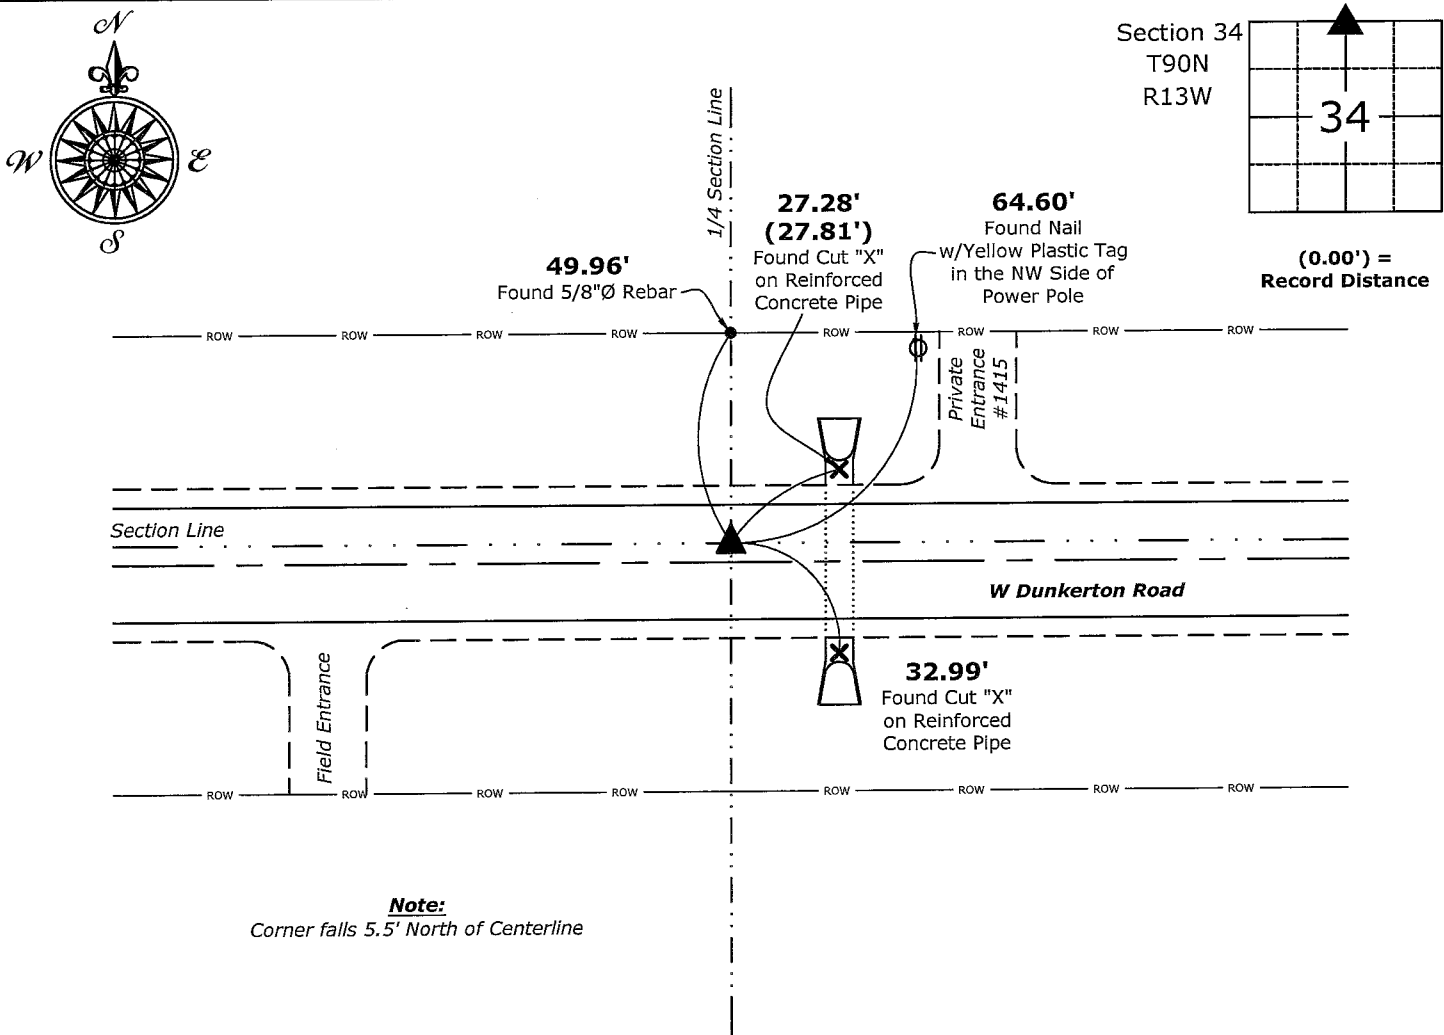 N
W
E
S
Section 34
T90N
R13W
34
(0.00') =
Record Distance
1/4 Section Line
27.28'
(27.81')
Found Cut "X"
on Reinforced
Concrete Pipe
64.60'
Found Nail
w/Yellow Plastic Tag
in the NW Side of
Power Pole
49.96'
Found 5/8"Ø Rebar
ROW ROW ROW ROW ROW ROW ROW ROW
Private
Entrance
#1415
Section Line
W Dunkerton Road
32.99'
Found Cut "X"
on Reinforced
Concrete Pipe
Field Entrance
ROW ROW ROW ROW ROW ROW ROW ROW
Note:
Corner falls 5.5' North of Centerline